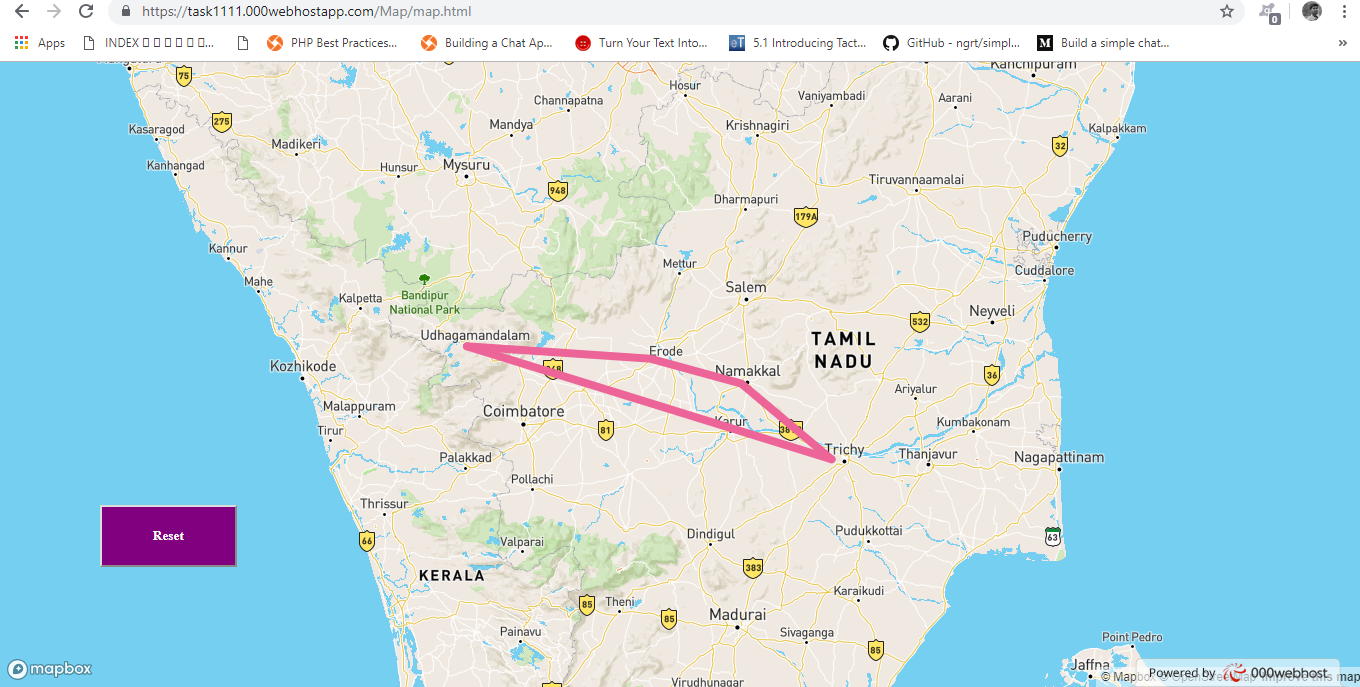 https://task1111.000webhostapp.com/Map/map.html
0
Apps
INDEX
PHP Best Practices...
Building a Chat Ap...
Turn Your Text Into...
5.1 Introducing Tact...
GitHub - ngrt/simpl...
M Build a simple chat...
»
75
Hosur
Kanchipuram
Channapatna
Vaniyambadi
Aarani
275
Kasaragod
Mandya
Krishnagiri
Kalpakkam
Madikeri
32
Kanhangad
Hunsur
Mysuru
948
Tiruvannaamalai
Dharmapuri
179A
Kannur
Puducherry
Mettur
Cuddalore
Mahe
Bandipur
National Park
Kalpetta
Salem
Neyveli
532
Udhagamandalam
TAMIL
NADU
Erode
Kozhikode
Namakkal
36
Ariyalur
Malappuram
Coimbatore
Karur
Kumbakonam
Tirur
81
Trichy
Thanjavur
Palakkad
Nagapattinam
Pollachi
Thrissur
Reset
66
Valparai
Dindigul
Pudukkottai
63
KERALA
383
Karaikudi
85
Theni
85
Madurai
Painavu
Sivaganga
85
Point Pedro
Jaffna
mapbox
Powered by 000webhost
© Mapbox © OpenStreetMap Improve this map
Virudhunagar